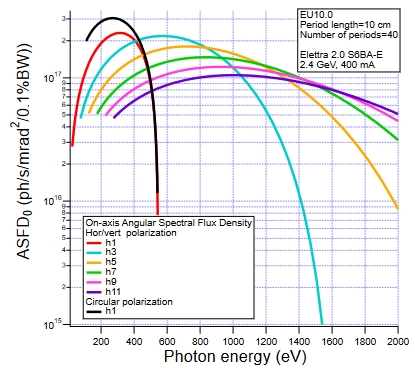 EU10.0
Period length=10 cm
Number of periods=40
Elettra 2.0 S6BA-E
2.4 GeV, 400 mA
3
2
10^17
9
8
7
6
5
4
3
2
10^16
9
8
7
6
5
4
3
2
10^15
ASFD₀ (ph/s/mrad²/0.1%BW))
On-axis Angular Spectral Flux Density
Hor/vert polarization
h1
h3
h5
h7
h9
h11
Circular polarization
h1
200 400 600 800 1000 1200 1400 1600 1800 2000
Photon energy (eV)